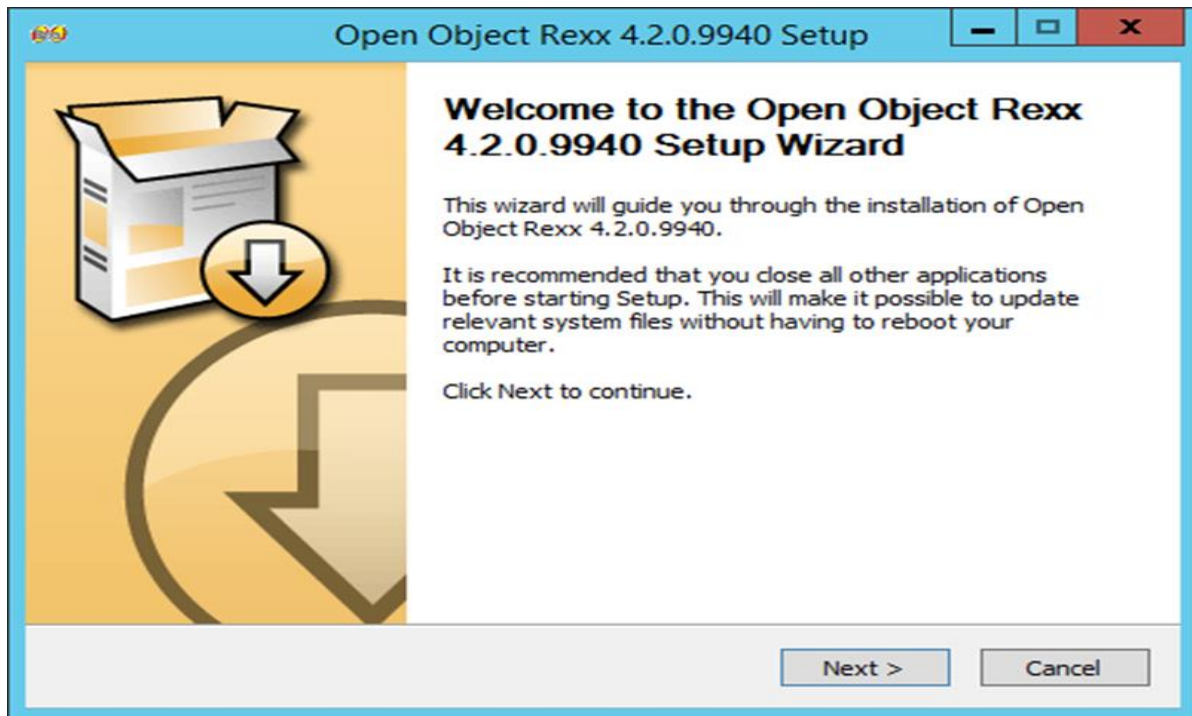 Open Object Rexx 4.2.0.9940 Setup
Welcome to the Open Object Rexx
4.2.0.9940 Setup Wizard
This wizard will guide you through the installation of Open
Object Rexx 4.2.0.9940.
It is recommended that you close all other applications
before starting Setup. This will make it possible to update
relevant system files without having to reboot your
computer.
Click Next to continue.
Next >
Cancel